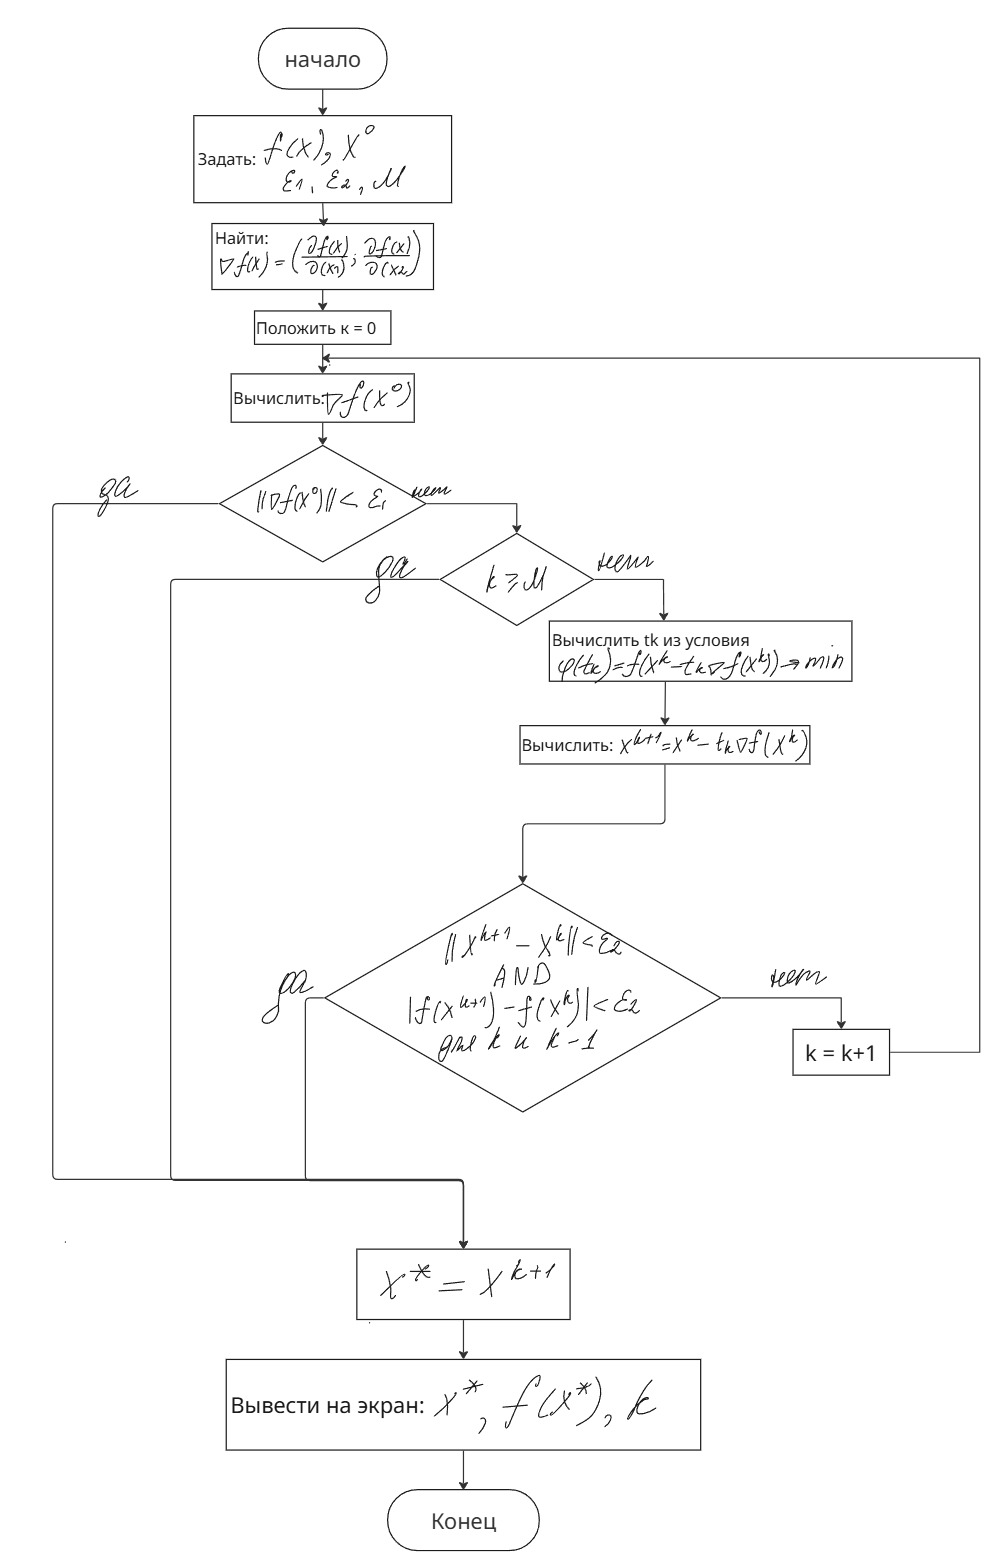 начало
Задать: f(x), x⁰
ε1, ε2, M
Найти:
∇f(x) = (∂f(x)/∂(x1); ∂f(x)/∂(x2))
Положить к = 0
Вычислить: ∇f(x⁰)
да
||∇f(x⁰)|| < ε1
нет
да
k ⩾ M
нет
Вычислить tk из условия
φ(tk) = f(x^k - tk∇f(x^k)) → min
Вычислить: x^k+1 = x^k - tk∇f(x^k)
||x^k+1 - x^k|| < ε2
AND
|f(x^k+1) - f(x^k)| < ε2
для k и k-1
да
нет
k = k+1
x* = x^k+1
Вывести на экран: x*, f(x*), k
Конец